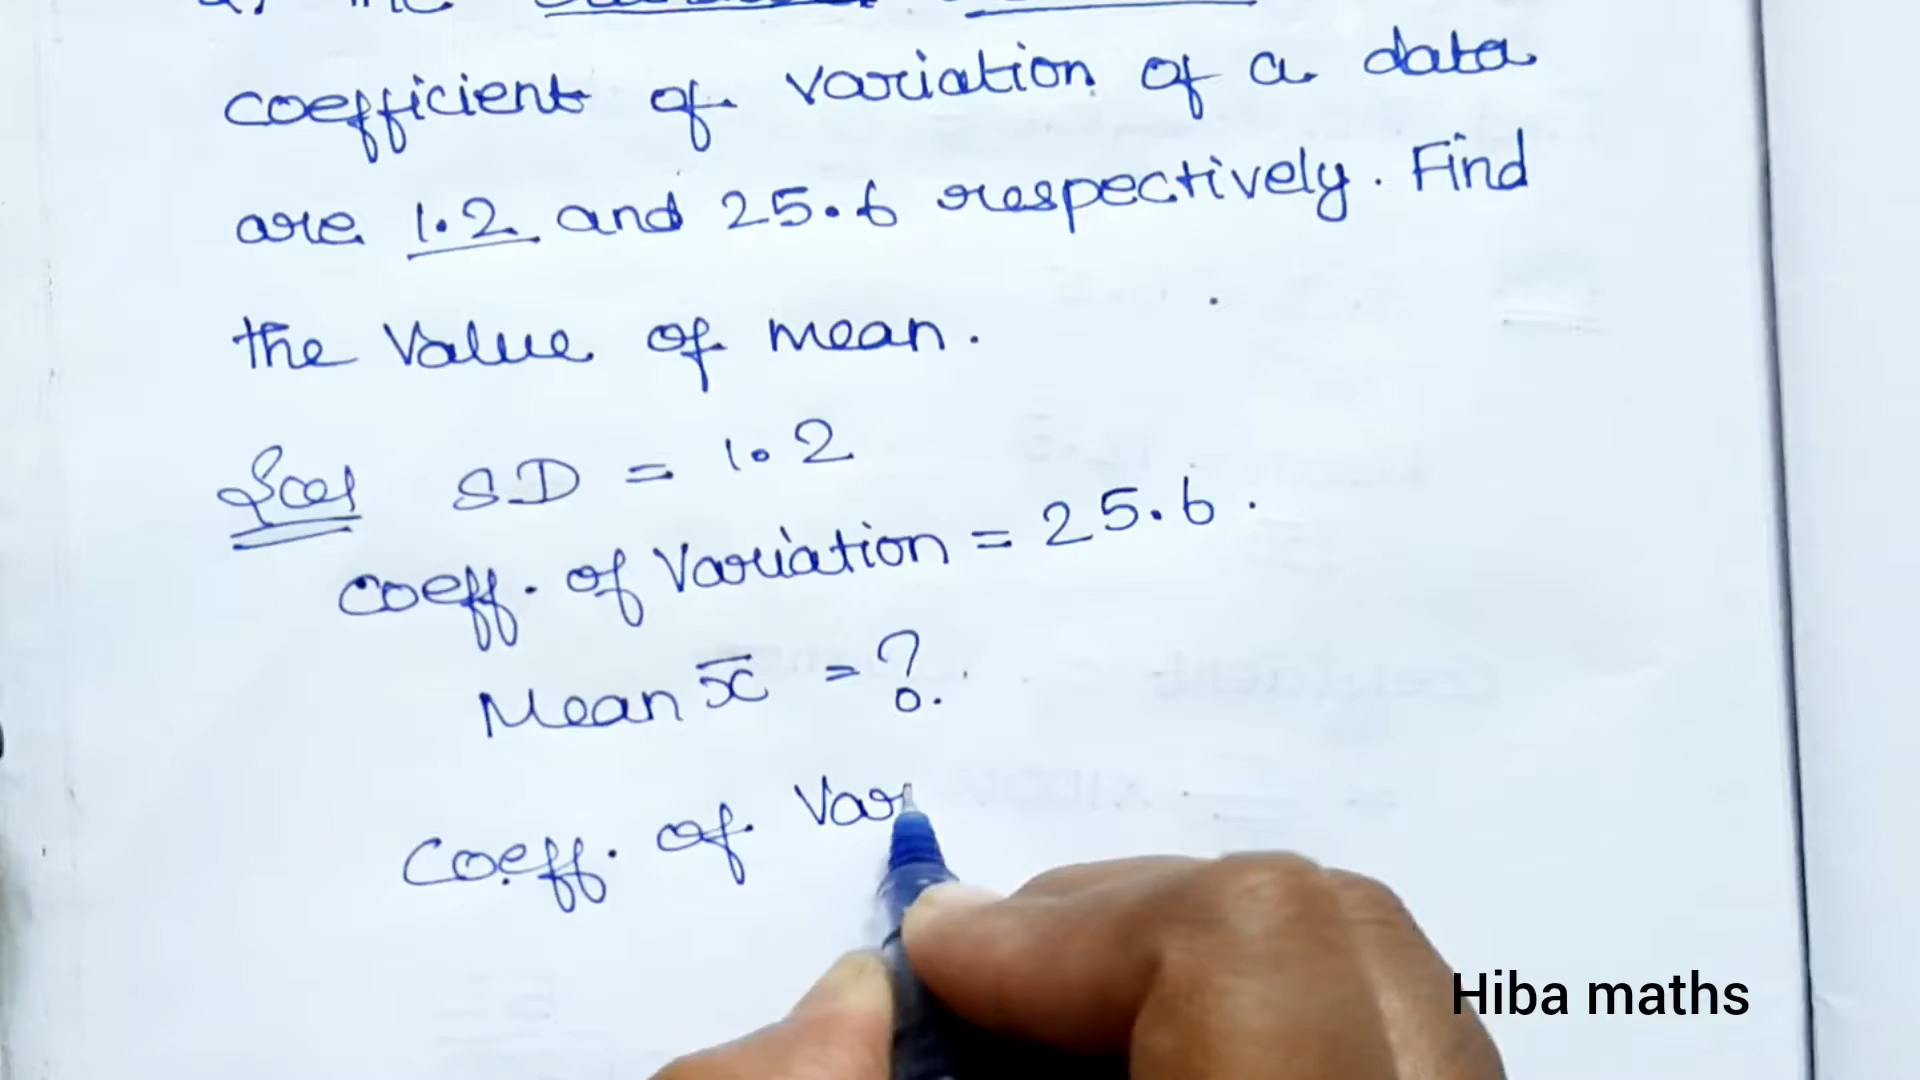 coefficient of variation of a data
are 1.2 and 25.6 respectively. Find
the value of mean.
SD = 1.2
Coeff. of Variation = 25.6.
Mean x̄ = ?.
Coeff. of Var
Hiba maths